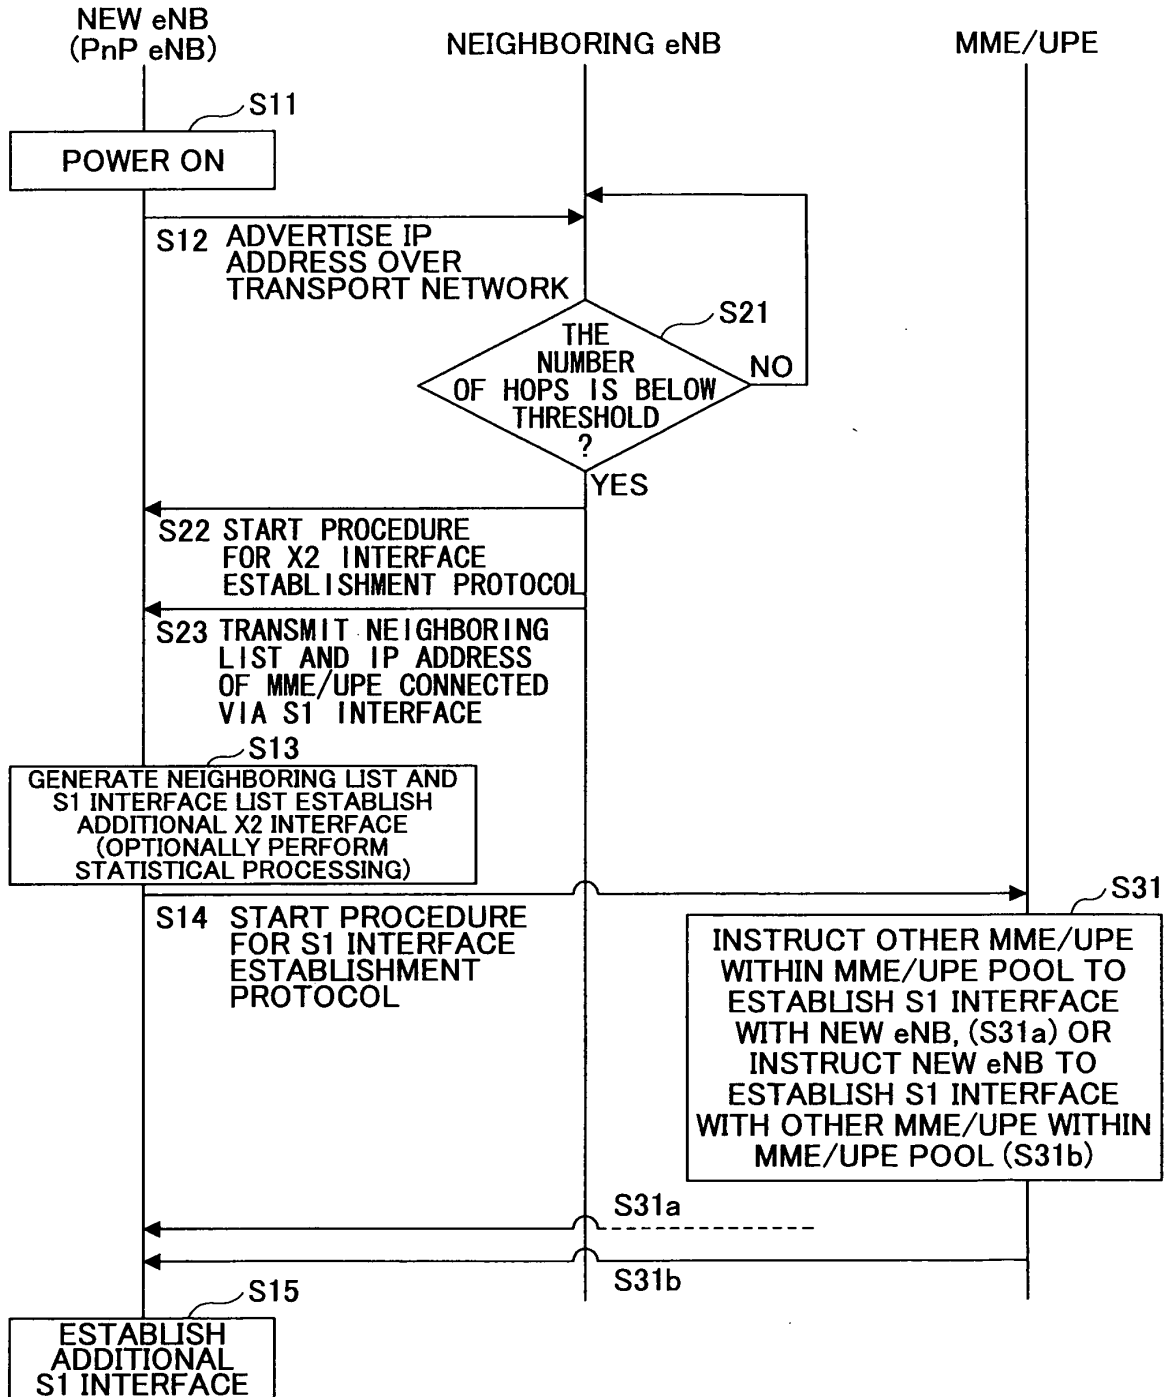 NEW eNB
(PnP eNB)
NEIGHBORING eNB
MME/UPE
S11
POWER ON
S12 ADVERTISE IP
ADDRESS OVER
TRANSPORT NETWORK
S21
THE
NUMBER
OF HOPS IS BELOW
THRESHOLD
?
NO
YES
S22 START PROCEDURE
FOR X2 INTERFACE
ESTABLISHMENT PROTOCOL
S23 TRANSMIT NEIGHBORING
LIST AND IP ADDRESS
OF MME/UPE CONNECTED
VIA S1 INTERFACE
S13
GENERATE NEIGHBORING LIST AND
S1 INTERFACE LIST ESTABLISH
ADDITIONAL X2 INTERFACE
(OPTIONALLY PERFORM
STATISTICAL PROCESSING)
S14 START PROCEDURE
FOR S1 INTERFACE
ESTABLISHMENT
PROTOCOL
S31
INSTRUCT OTHER MME/UPE
WITHIN MME/UPE POOL TO
ESTABLISH S1 INTERFACE
WITH NEW eNB, (S31a) OR
INSTRUCT NEW eNB TO
ESTABLISH S1 INTERFACE
WITH OTHER MME/UPE WITHIN
MME/UPE POOL (S31b)
S31a
S31b
S15
ESTABLISH
ADDITIONAL
S1 INTERFACE